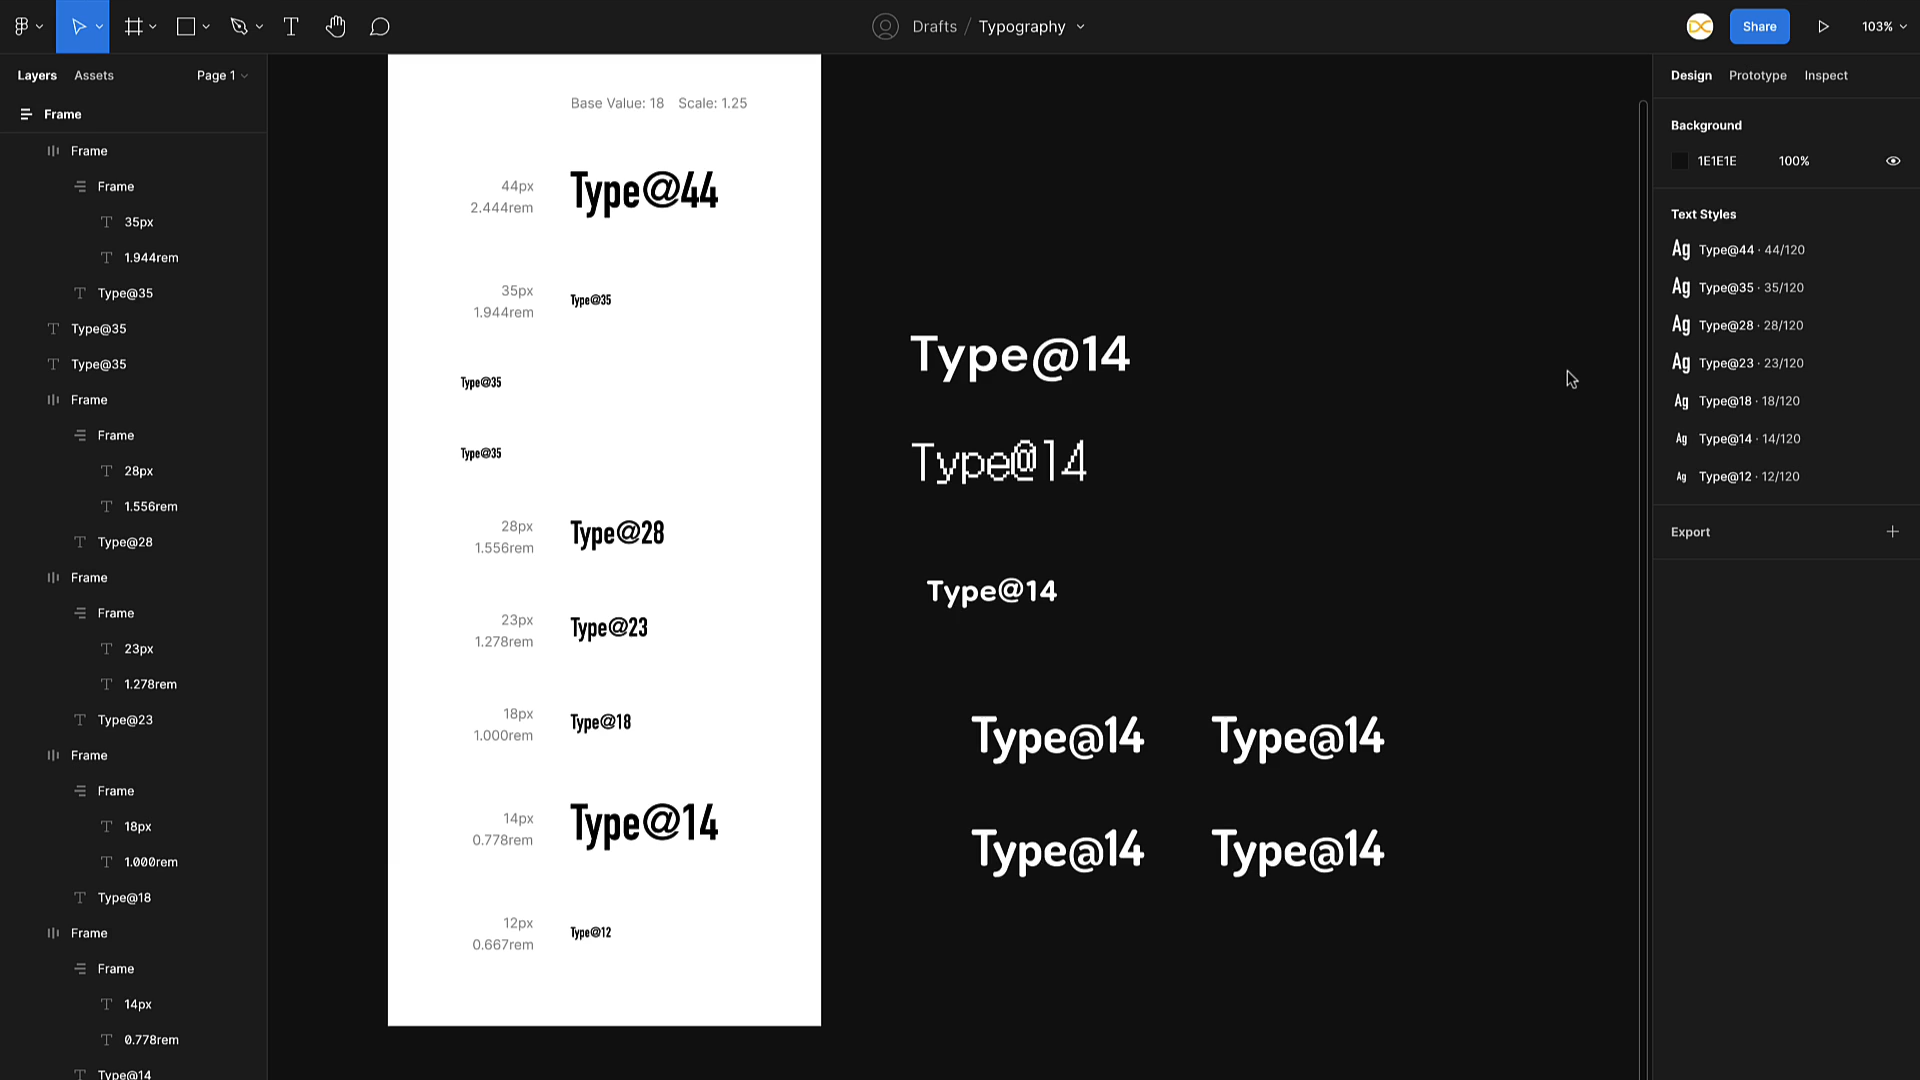 Drafts / Typography
Share
103%
Layers
Assets
Page 1
Frame
Frame
Frame
35px
1.944rem
Type@35
Type@35
Type@35
Frame
Frame
28px
1.556rem
Type@28
Frame
Frame
23px
1.278rem
Type@23
Frame
Frame
18px
1.000rem
Type@18
Frame
Frame
14px
0.778rem
Type@14
Base Value: 18 Scale: 1.25
44px
2.444rem
Type@44
35px
1.944rem
Type@35
Type@35
Type@35
28px
1.556rem
Type@28
23px
1.278rem
Type@23
18px
1.000rem
Type@18
14px
0.778rem
Type@14
12px
0.667rem
Type@12
Type@14
Type@14
Type@14
Type@14 Type@14
Type@14 Type@14
Design
Prototype
Inspect
Background
1E1E1E 100%
Text Styles
Ag Type@44 · 44/120
Ag Type@35 · 35/120
Ag Type@28 · 28/120
Ag Type@23 · 23/120
Ag Type@18 · 18/120
Ag Type@14 · 14/120
Ag Type@12 · 12/120
Export